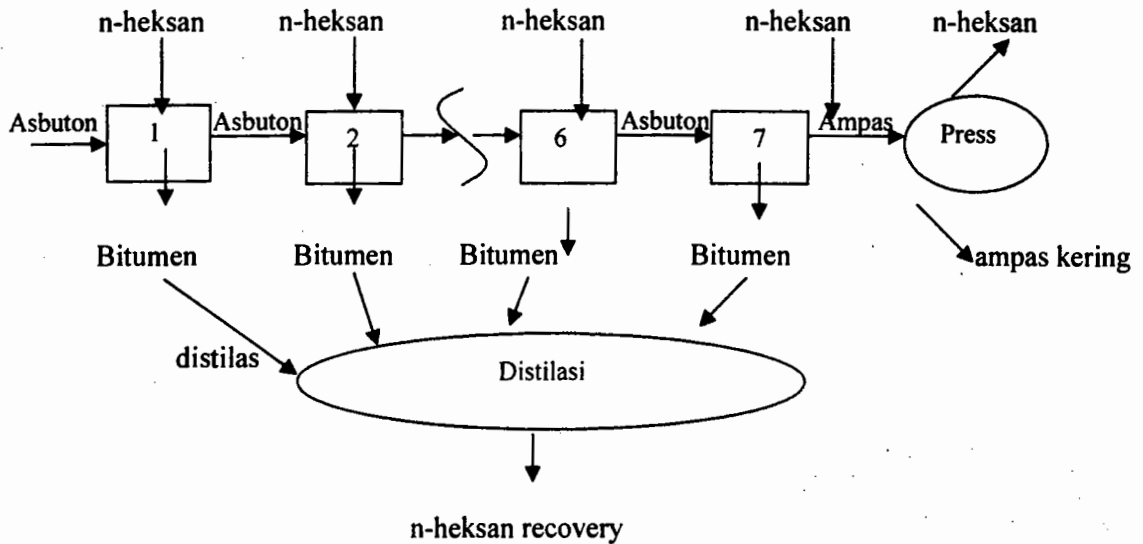 n-heksan n-heksan n-heksan n-heksan n-heksan
Asbuton 1 Asbuton 2 6 Asbuton 7 Ampas Press
Bitumen Bitumen Bitumen Bitumen ampas kering
distilas Distilasi
n-heksan recovery